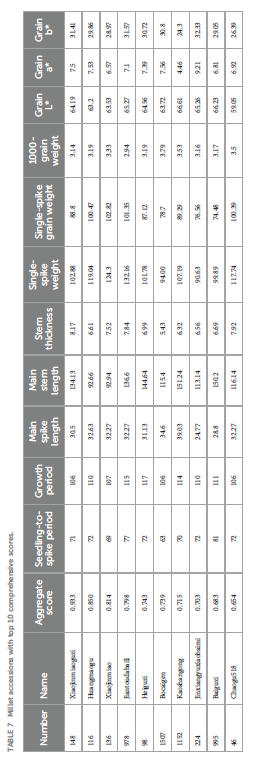 TABLE 7 Millet accessions with top 10 comprehensive scores.
Number Name Aggregate score Seedling-to-spike period Growth period Main spike length Main stem length Stem thickness Single-spike weight Single-spike grain weight 1000-grain weight Grain L* Grain a* Grain b*
148 Xiaojinmiaoguzi 0.933 71 106 30.5 134.13 8.17 102.88 88.8 3.14 64.19 7.5 31.41
116 Huangmaogu 0.850 72 110 32.63 92.66 6.61 119.04 100.47 3.19 63.2 7.53 29.86
136 Xiaojinmiao 0.814 69 107 32.27 92.94 7.52 124.3 102.82 3.33 63.53 6.57 28.97
978 0.798 77 115 32.27 136.6 7.84 132.16 101.35 2.94 65.27 7.1 31.57
98 Heiguzi 0.743 72 117 31.13 144.64 6.99 101.78 87.12 3.19 64.56 7.39 30.72
1507 Bocaigen 0.739 63 106 34.6 115.4 5.43 94.00 78.7 3.79 63.72 7.56 30.8
1152 0.715 70 114 39.03 151.24 6.32 107.19 89.29 3.53 66.61 4.46 24.3
224 0.703 72 110 24.77 113.14 6.56 90.63 76.56 3.16 65.26 9.21 32.33
995 Baiguzi 0.683 81 111 28.8 150.2 6.69 99.89 74.48 3.17 66.23 6.81 29.05
46 Changu518 0.654 72 106 32.27 116.14 7.92 117.74 100.39 3.5 59.05 6.92 26.39